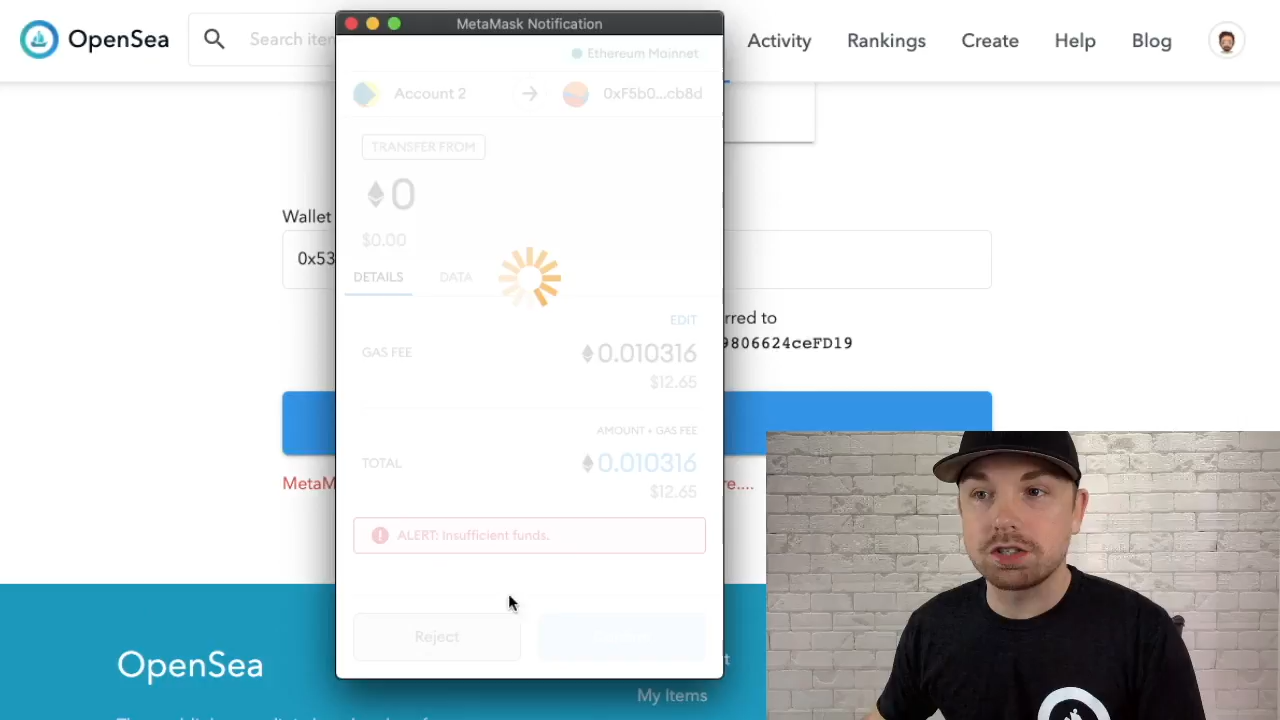 OpenSea
Search iter
MetaMask Notification
Activity
Rankings
Create
Help
Blog
Ethereum Mainnet
Account 2
0xF5b0...cb8d
TRANSFER FROM
0
$0.00
Wallet
0x53
DETAILS
DATA
EDIT
GAS FEE
0.010316
$12.65
rred to
9806624ceFD19
AMOUNT + GAS FEE
TOTAL
0.010316
$12.65
MetaM
re....
ALERT: Insufficient funds.
Reject
OpenSea
My Items